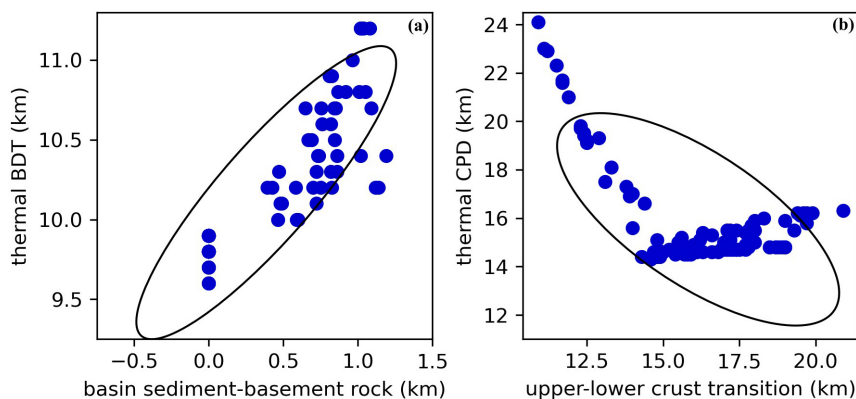 (a)
11.0
10.5
10.0
9.5
thermal BDT (km)
−0.5 0.0 0.5 1.0 1.5
basin sediment-basement rock (km)
(b)
24
22
20
18
16
14
12
thermal CPD (km)
12.5 15.0 17.5 20.0
upper-lower crust transition (km)